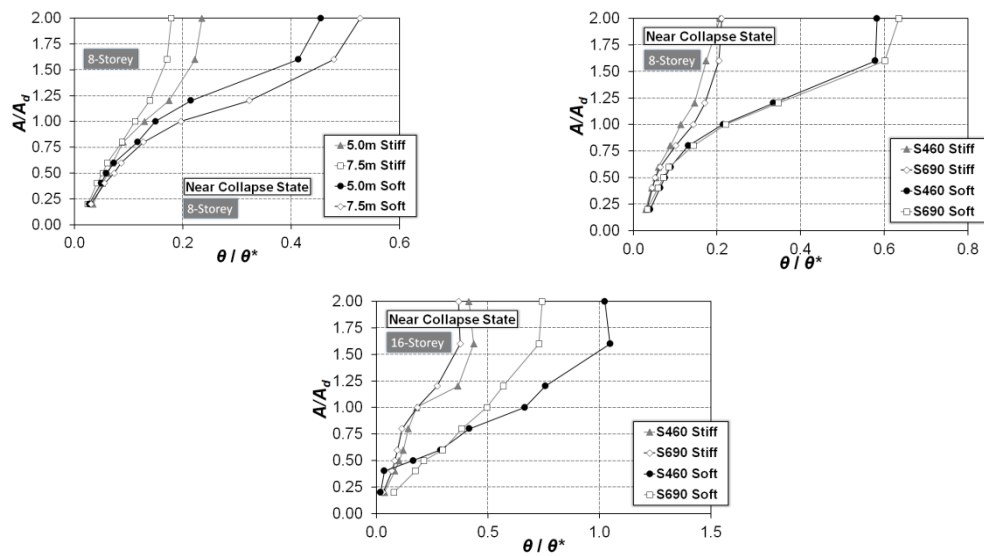 2.00
1.75
1.50
1.25
1.00
0.75
0.50
0.25
0.00
A/A_d
8-Storey
Near Collapse State
8-Storey
5.0m Stiff
7.5m Stiff
5.0m Soft
7.5m Soft
0.0 0.2 0.4 0.6
θ / θ*
2.00
1.75
1.50
1.25
1.00
0.75
0.50
0.25
0.00
A/A_d
Near Collapse State
8-Storey
S460 Stiff
S690 Stiff
S460 Soft
S690 Soft
0.0 0.2 0.4 0.6 0.8
θ / θ*
2.00
1.75
1.50
1.25
1.00
0.75
0.50
0.25
0.00
A/A_d
Near Collapse State
16-Storey
S460 Stiff
S690 Stiff
S460 Soft
S690 Soft
0.0 0.5 1.0 1.5
θ / θ*